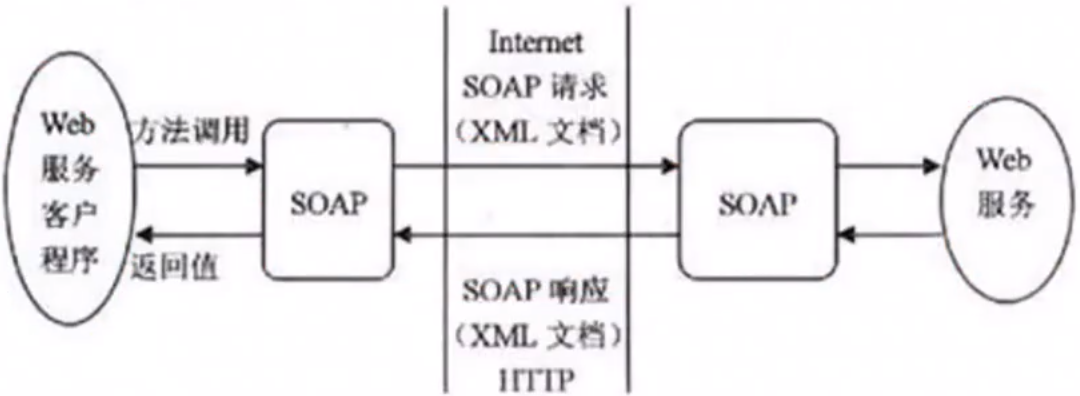 Web
服务
客户
程序
方法调用
返回值
SOAP
Internet
SOAP 请求
（XML 文档）
SOAP 响应
（XML 文档）
HTTP
SOAP
Web
服务